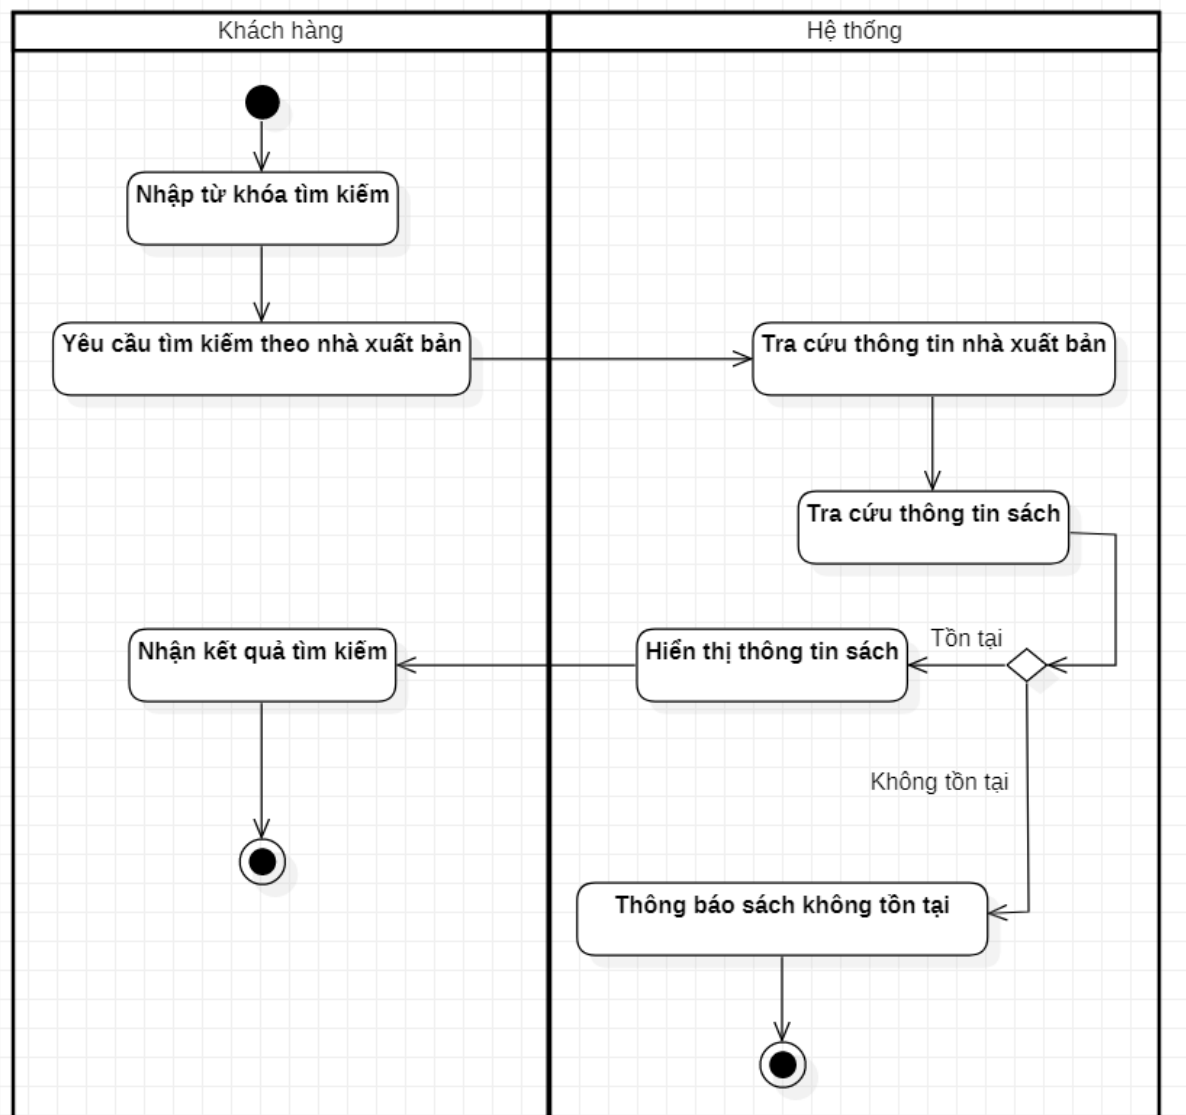 Khách hàng
Hệ thống
Nhập từ khóa tìm kiếm
Yêu cầu tìm kiếm theo nhà xuất bản
Tra cứu thông tin nhà xuất bản
Tra cứu thông tin sách
Tồn tại
Hiển thị thông tin sách
Nhận kết quả tìm kiếm
Không tồn tại
Thông báo sách không tồn tại